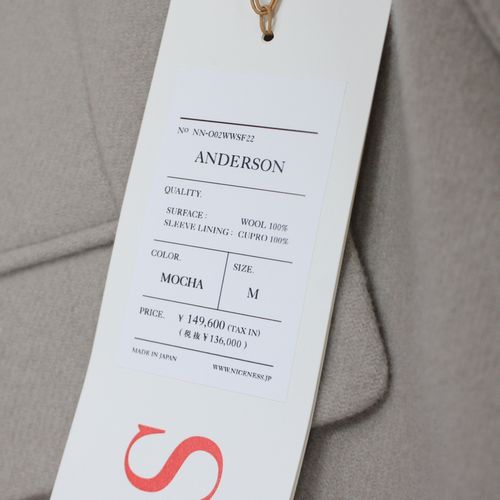 No NN-O02WWSF22
ANDERSON
QUALITY.
SURFACE : WOOL 100%
SLEEVE LINING : CUPRO 100%
COLOR. SIZE.
MOCHA M
PRICE. ¥ 149,600 (TAX IN)
( 税抜 ¥136,000 )
MADE IN JAPAN WWW.NICENESS.JP
S